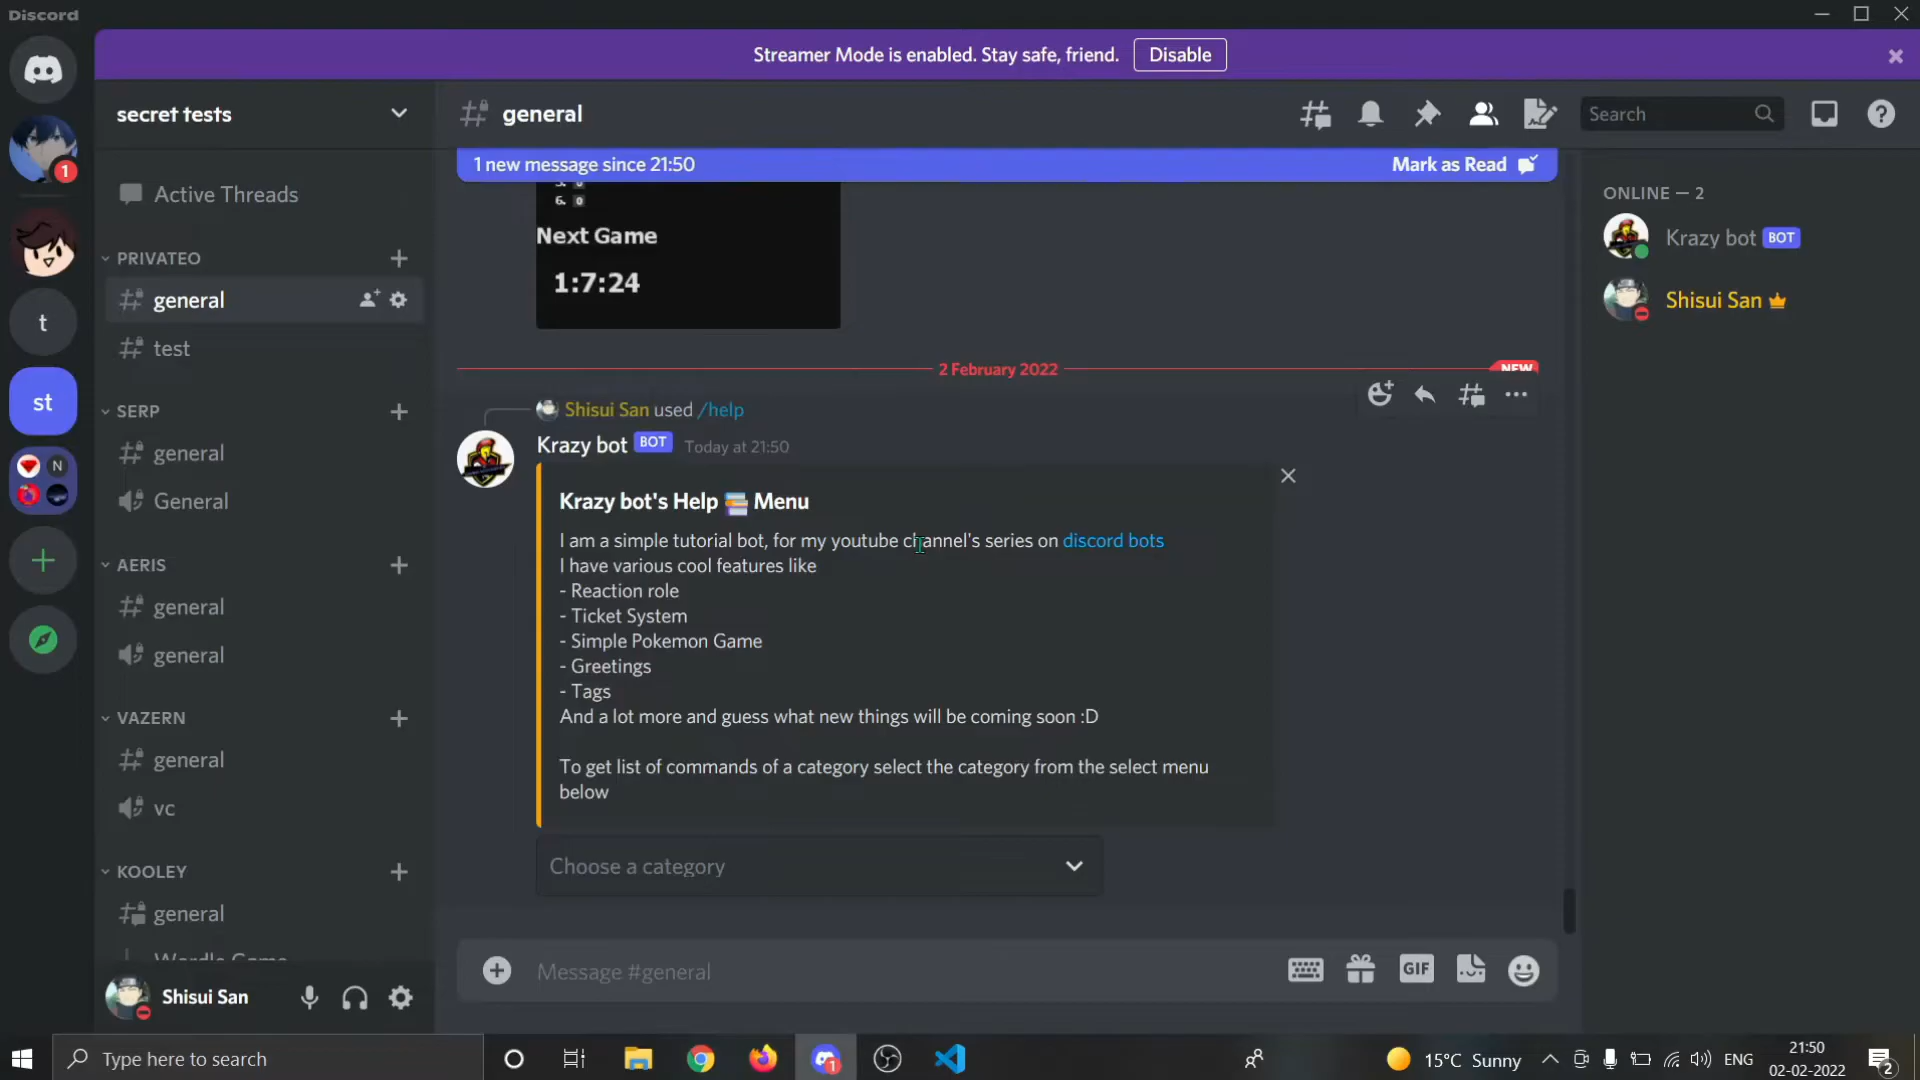 Discord
Streamer Mode is enabled. Stay safe, friend.
Disable
secret tests
general
Search
1 new message since 21:50
Mark as Read
Active Threads
PRIVATEO
general
test
SERP
general
General
AERIS
general
general
VAZERN
general
vc
KOOLEY
general
Shisui San
1
t
st
N
6. 0
Next Game
1:7:24
2 February 2022
NEW
Shisui San used /help
Krazy bot BOT Today at 21:50
Krazy bot's Help Menu
I am a simple tutorial bot, for my youtube channel's series on discord bots
I have various cool features like
- Reaction role
- Ticket System
- Simple Pokemon Game
- Greetings
- Tags
And a lot more and guess what new things will be coming soon :D
To get list of commands of a category select the category from the select menu
below
Choose a category
Message #general
GIF
ONLINE — 2
Krazy bot BOT
Shisui San
Type here to search
1
15°C Sunny
ENG
21:50
02-02-2022
2